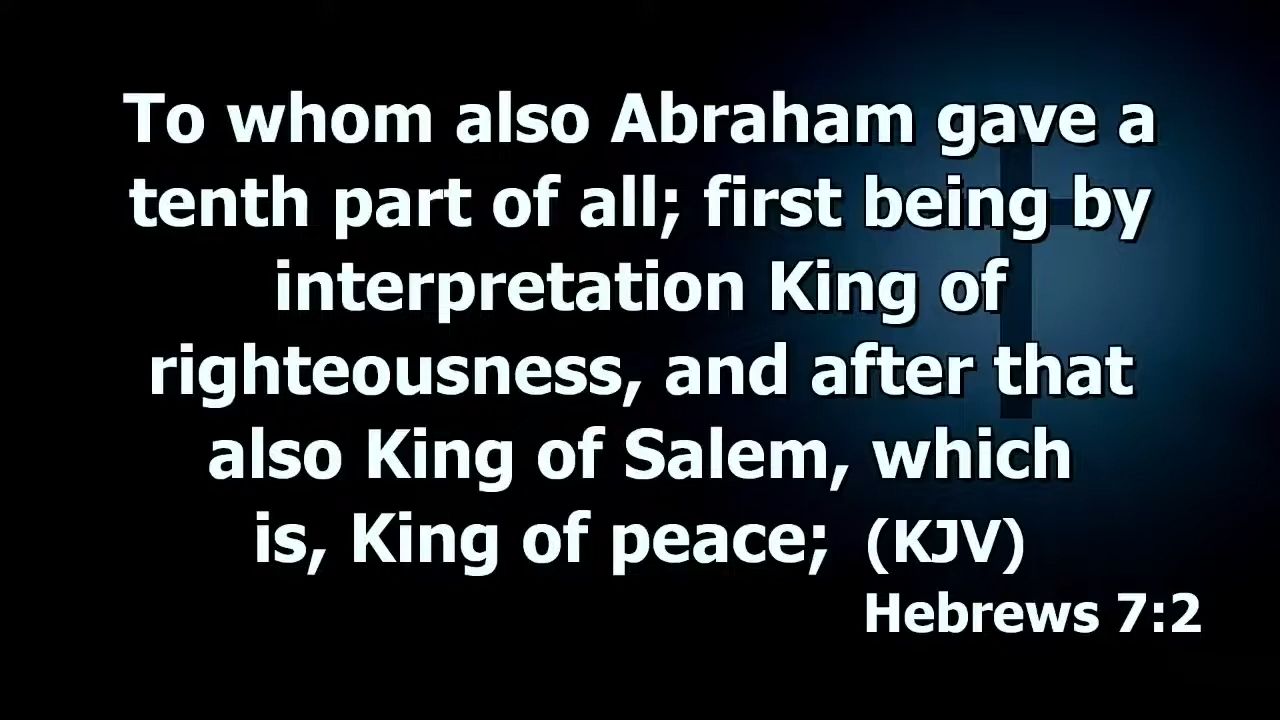 To whom also Abraham gave a
tenth part of all; first being by
interpretation King of
righteousness, and after that
also King of Salem, which
is, King of peace; (KJV)
Hebrews 7:2